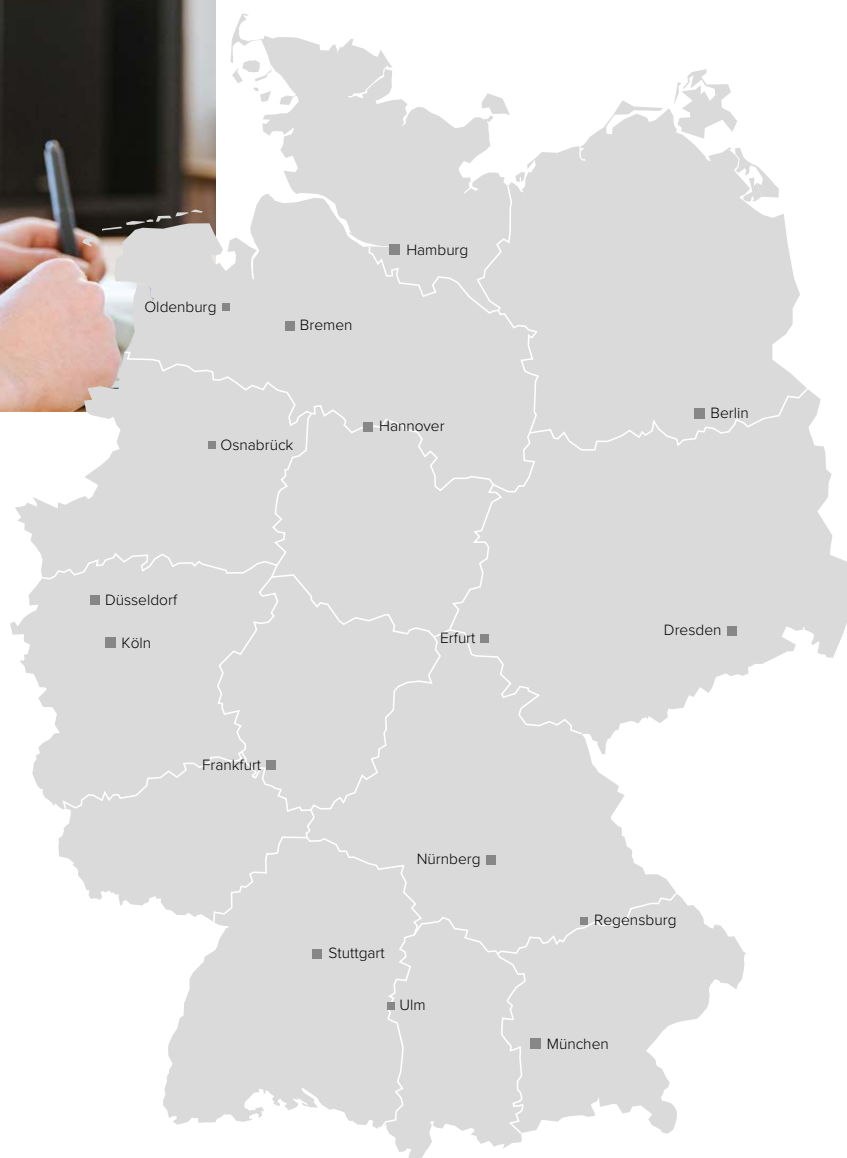 Hamburg
Oldenburg
Bremen
Berlin
Hannover
Osnabrück
Düsseldorf
Dresden
Erfurt
Köln
Frankfurt
Nürnberg
Regensburg
Stuttgart
Ulm
München